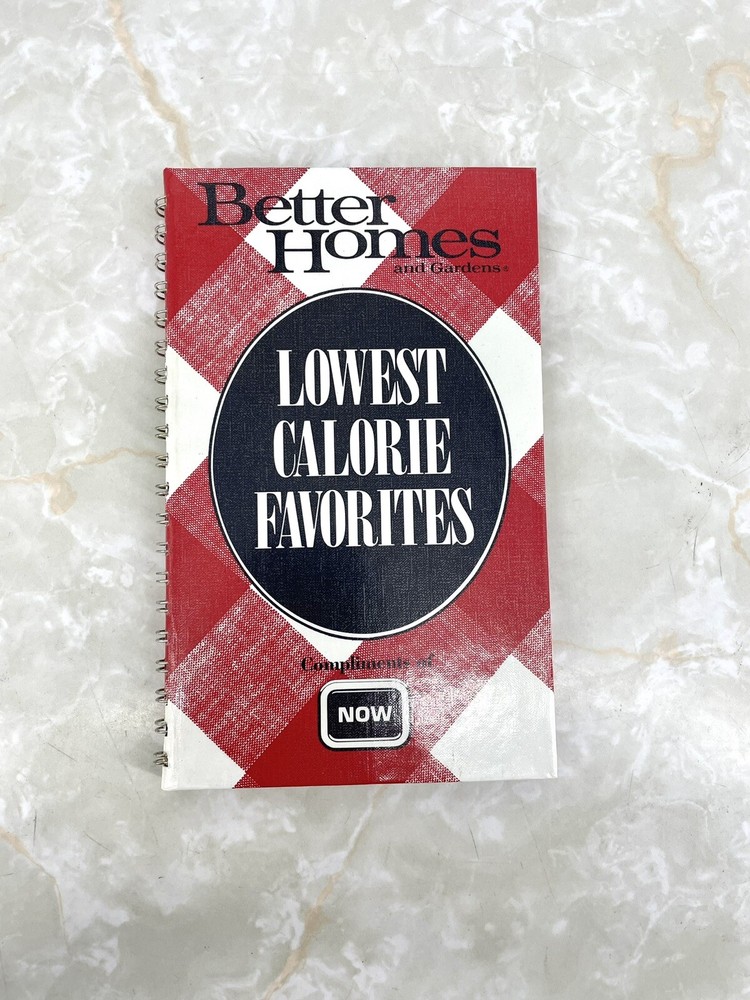 Better
Homes
and Gardens®
LOWEST
CALORIE
FAVORITES
Compliments of
NOW